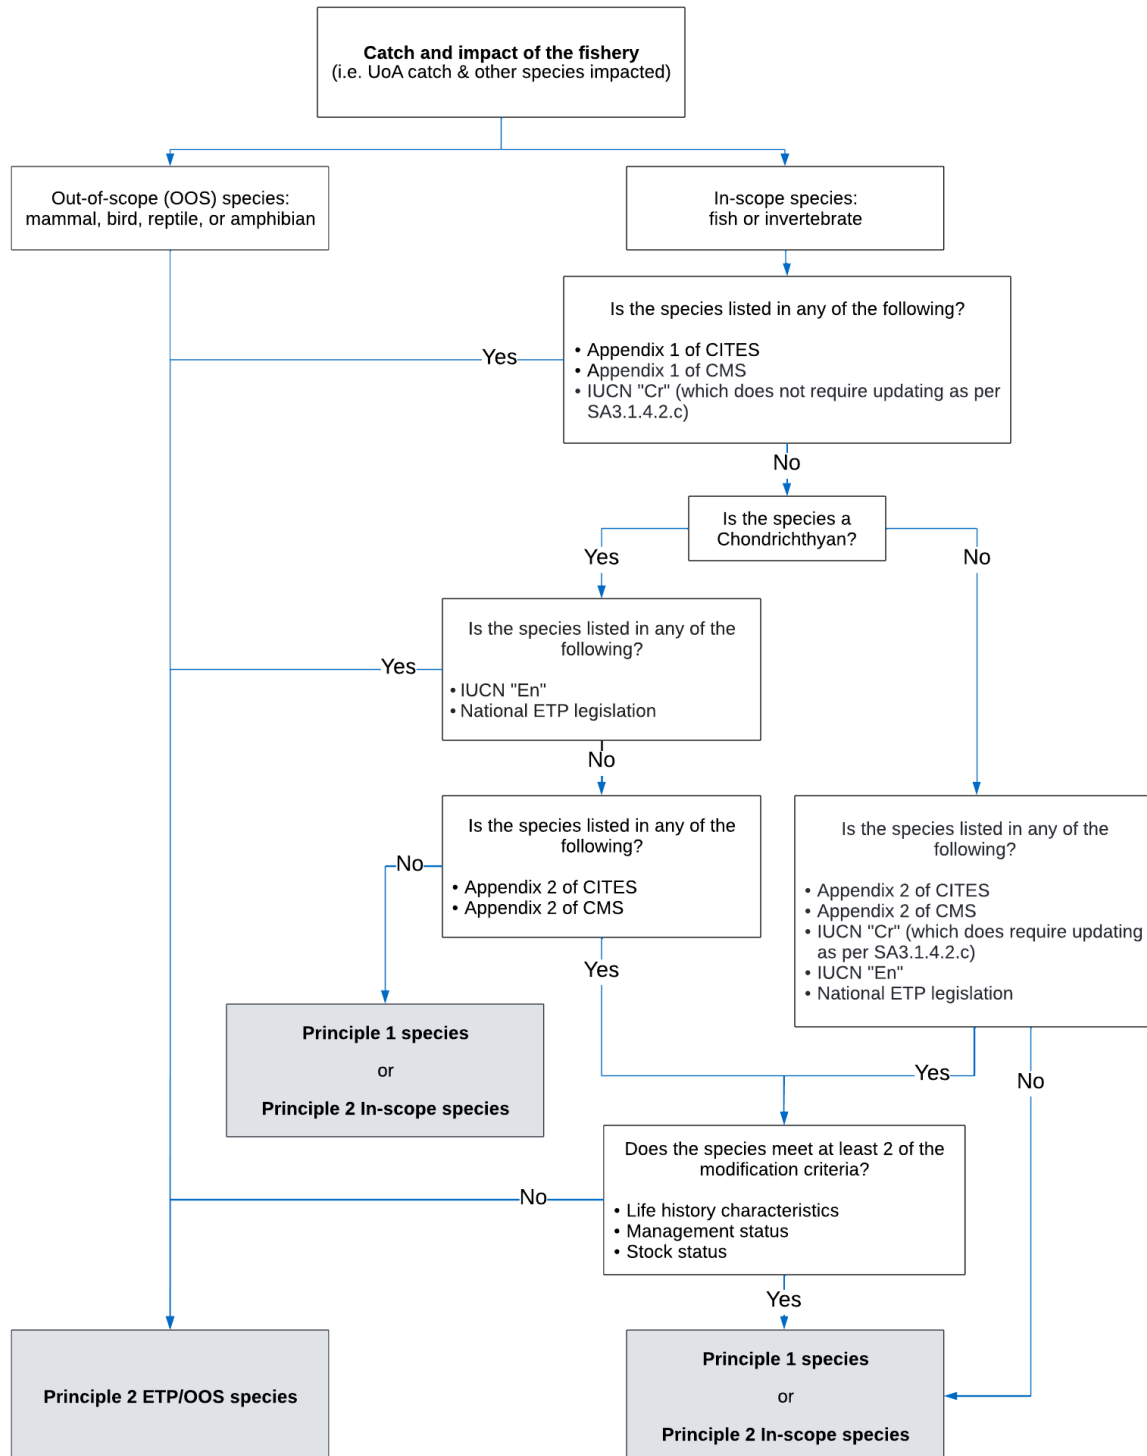 Catch and impact of the fishery
(i.e. UoA catch & other species impacted)
Out-of-scope (OOS) species:
mammal, bird, reptile, or amphibian
In-scope species:
fish or invertebrate
Is the species listed in any of the following?
• Appendix 1 of CITES
• Appendix 1 of CMS
• IUCN "Cr" (which does not require updating as per
SA3.1.4.2.c)
Yes
No
Is the species a
Chondrichthyan?
Yes
No
Is the species listed in any of the
following?
• IUCN "En"
• National ETP legislation
Yes
No
Is the species listed in any of the
following?
• Appendix 2 of CITES
• Appendix 2 of CMS
No
Yes
Is the species listed in any of the
following?
• Appendix 2 of CITES
• Appendix 2 of CMS
• IUCN "Cr" (which does require updating
as per SA3.1.4.2.c)
• IUCN "En"
• National ETP legislation
Yes
No
Principle 1 species
or
Principle 2 In-scope species
Does the species meet at least 2 of the
modification criteria?
• Life history characteristics
• Management status
• Stock status
No
Yes
Principle 2 ETP/OOS species
Principle 1 species
or
Principle 2 In-scope species